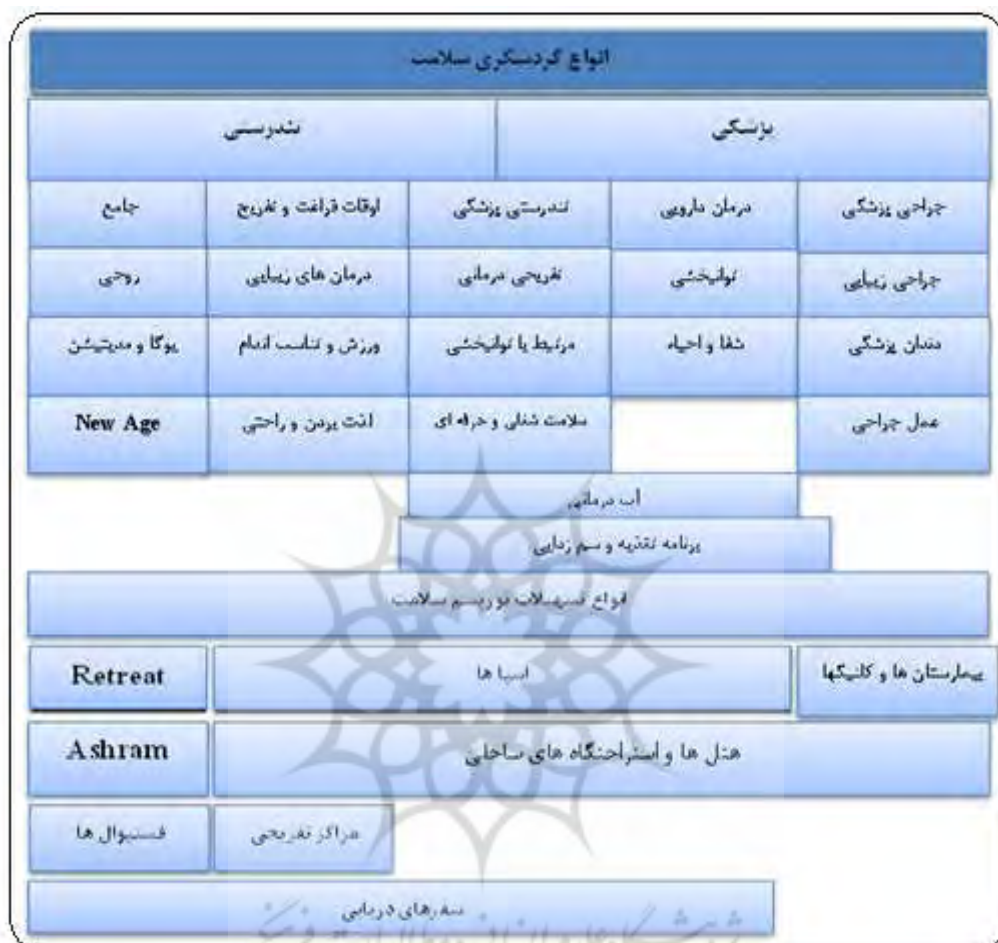 انواع گردشگری سلامت
پزشکی تندرستی
جراحی پزشکی درمان دارویی تندرستی پزشکی اوقات فراغت و تفریح جامع
جراحی زیبایی توانبخشی تفریحی درمانی درمان های زیبایی روحی
دندان پزشکی شفا و احیاء مرتبط با توانبخشی ورزش و تناسب اندام یوگا و مدیتیشن
عمل جراحی سلامت شغلی و حرفه ای لذت بردن و راحتی New Age
آب درمانی
برنامه تغذیه و سم زدایی
انواع تسهیلات توریسم سلامت
بیمارستان ها و کلنیکها اسپا ها Retreat
هتل ها و استراحتگاه های ساحلی Ashram
مراکز تفریحی فستیوال ها
سفرهای دریایی